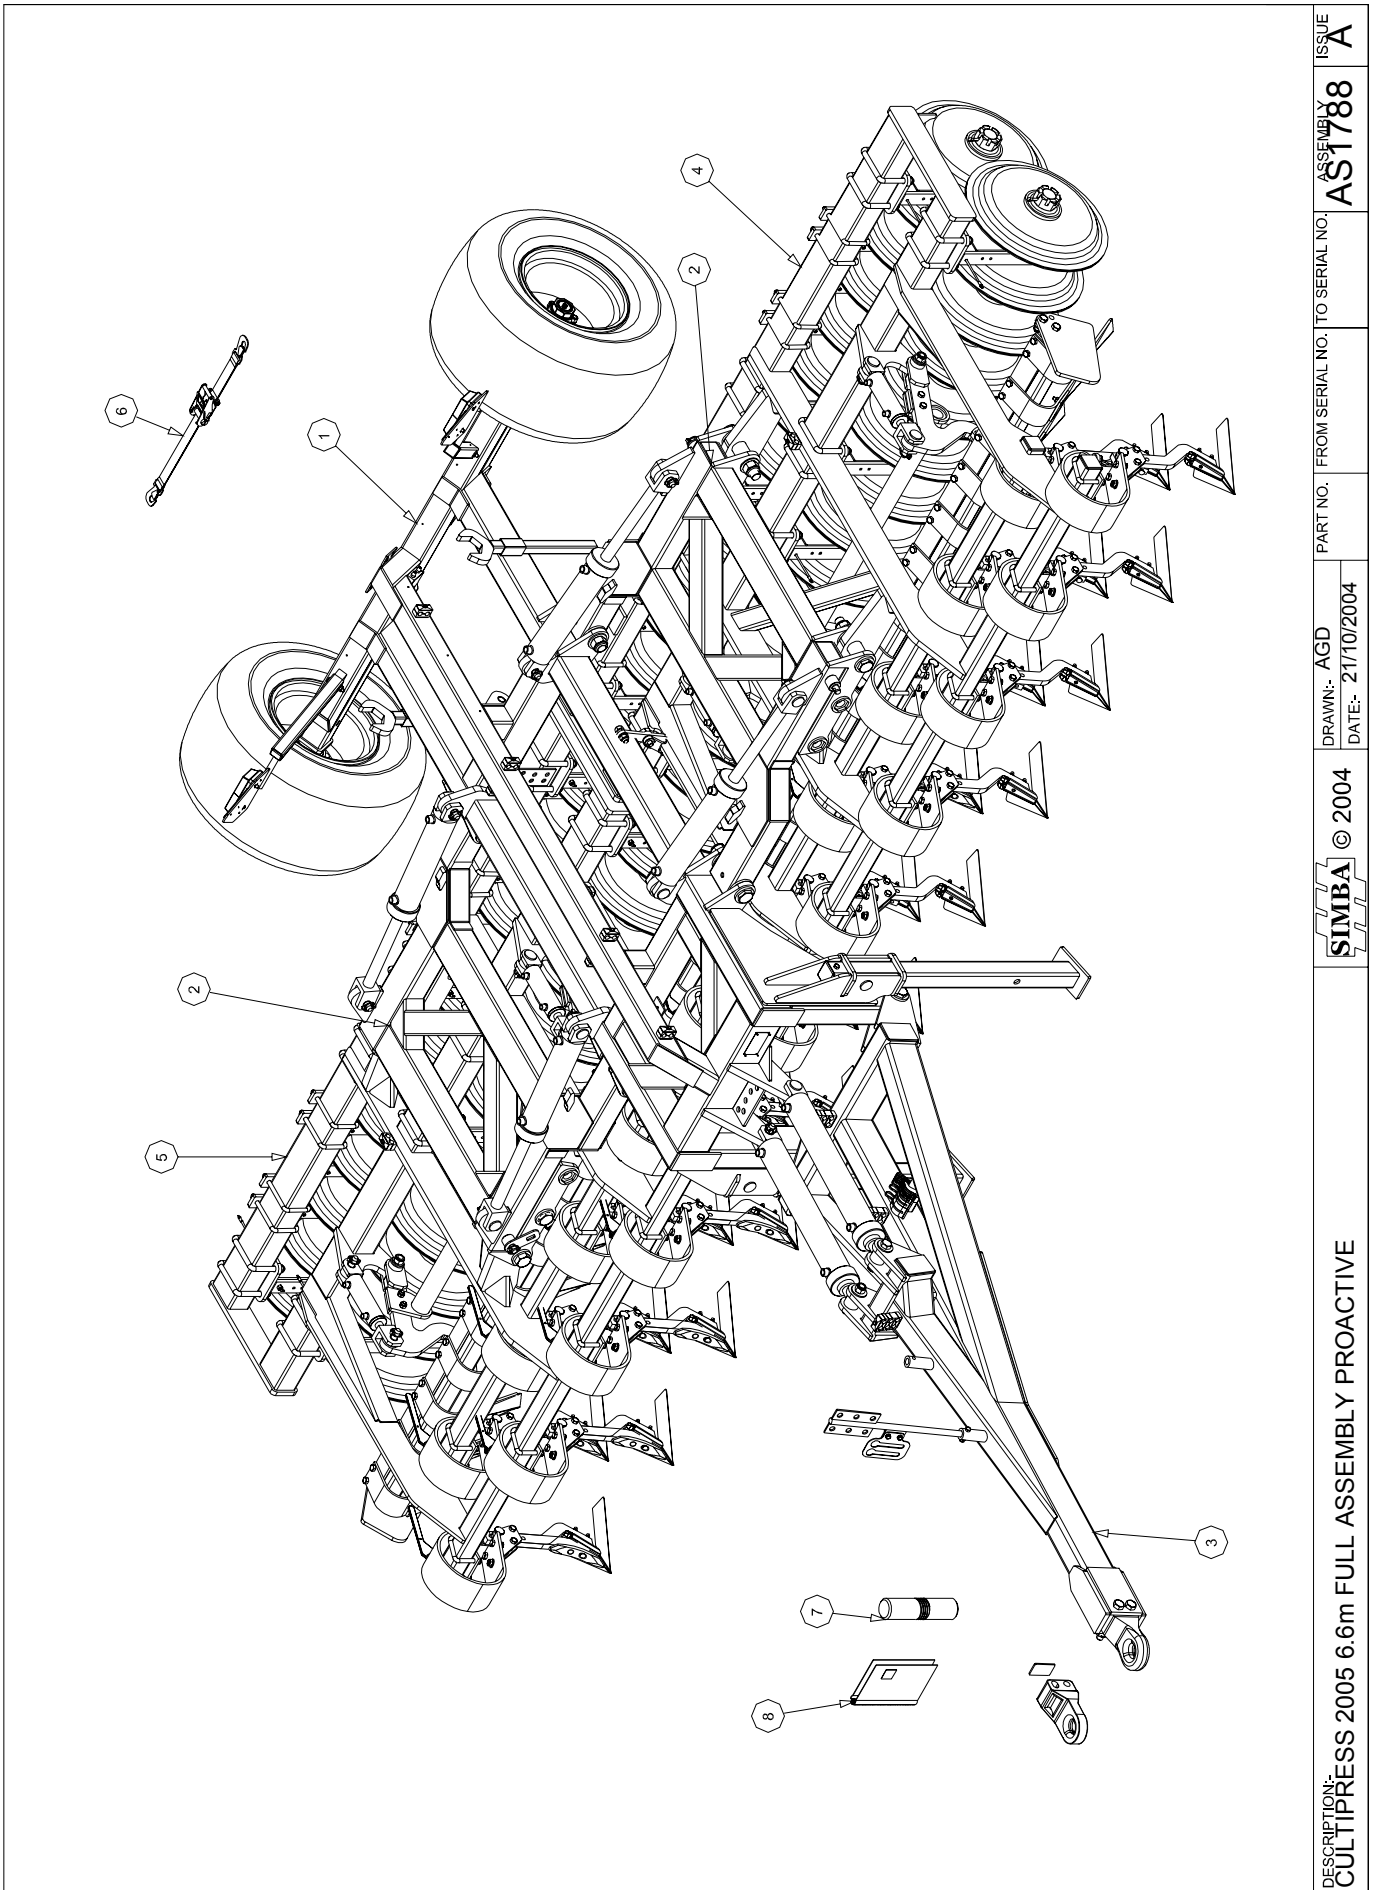 6
1
4
2
2
5
7
8
3
DESCRIPTION:-
CULTIPRESS 2005 6.6m FULL ASSEMBLY PROACTIVE
SIMBA © 2004
DRAWN:- AGD
DATE:- 21/10/2004
PART NO.
FROM SERIAL NO.
TO SERIAL NO.
ASSEMBLY
AS1788
ISSUE
A